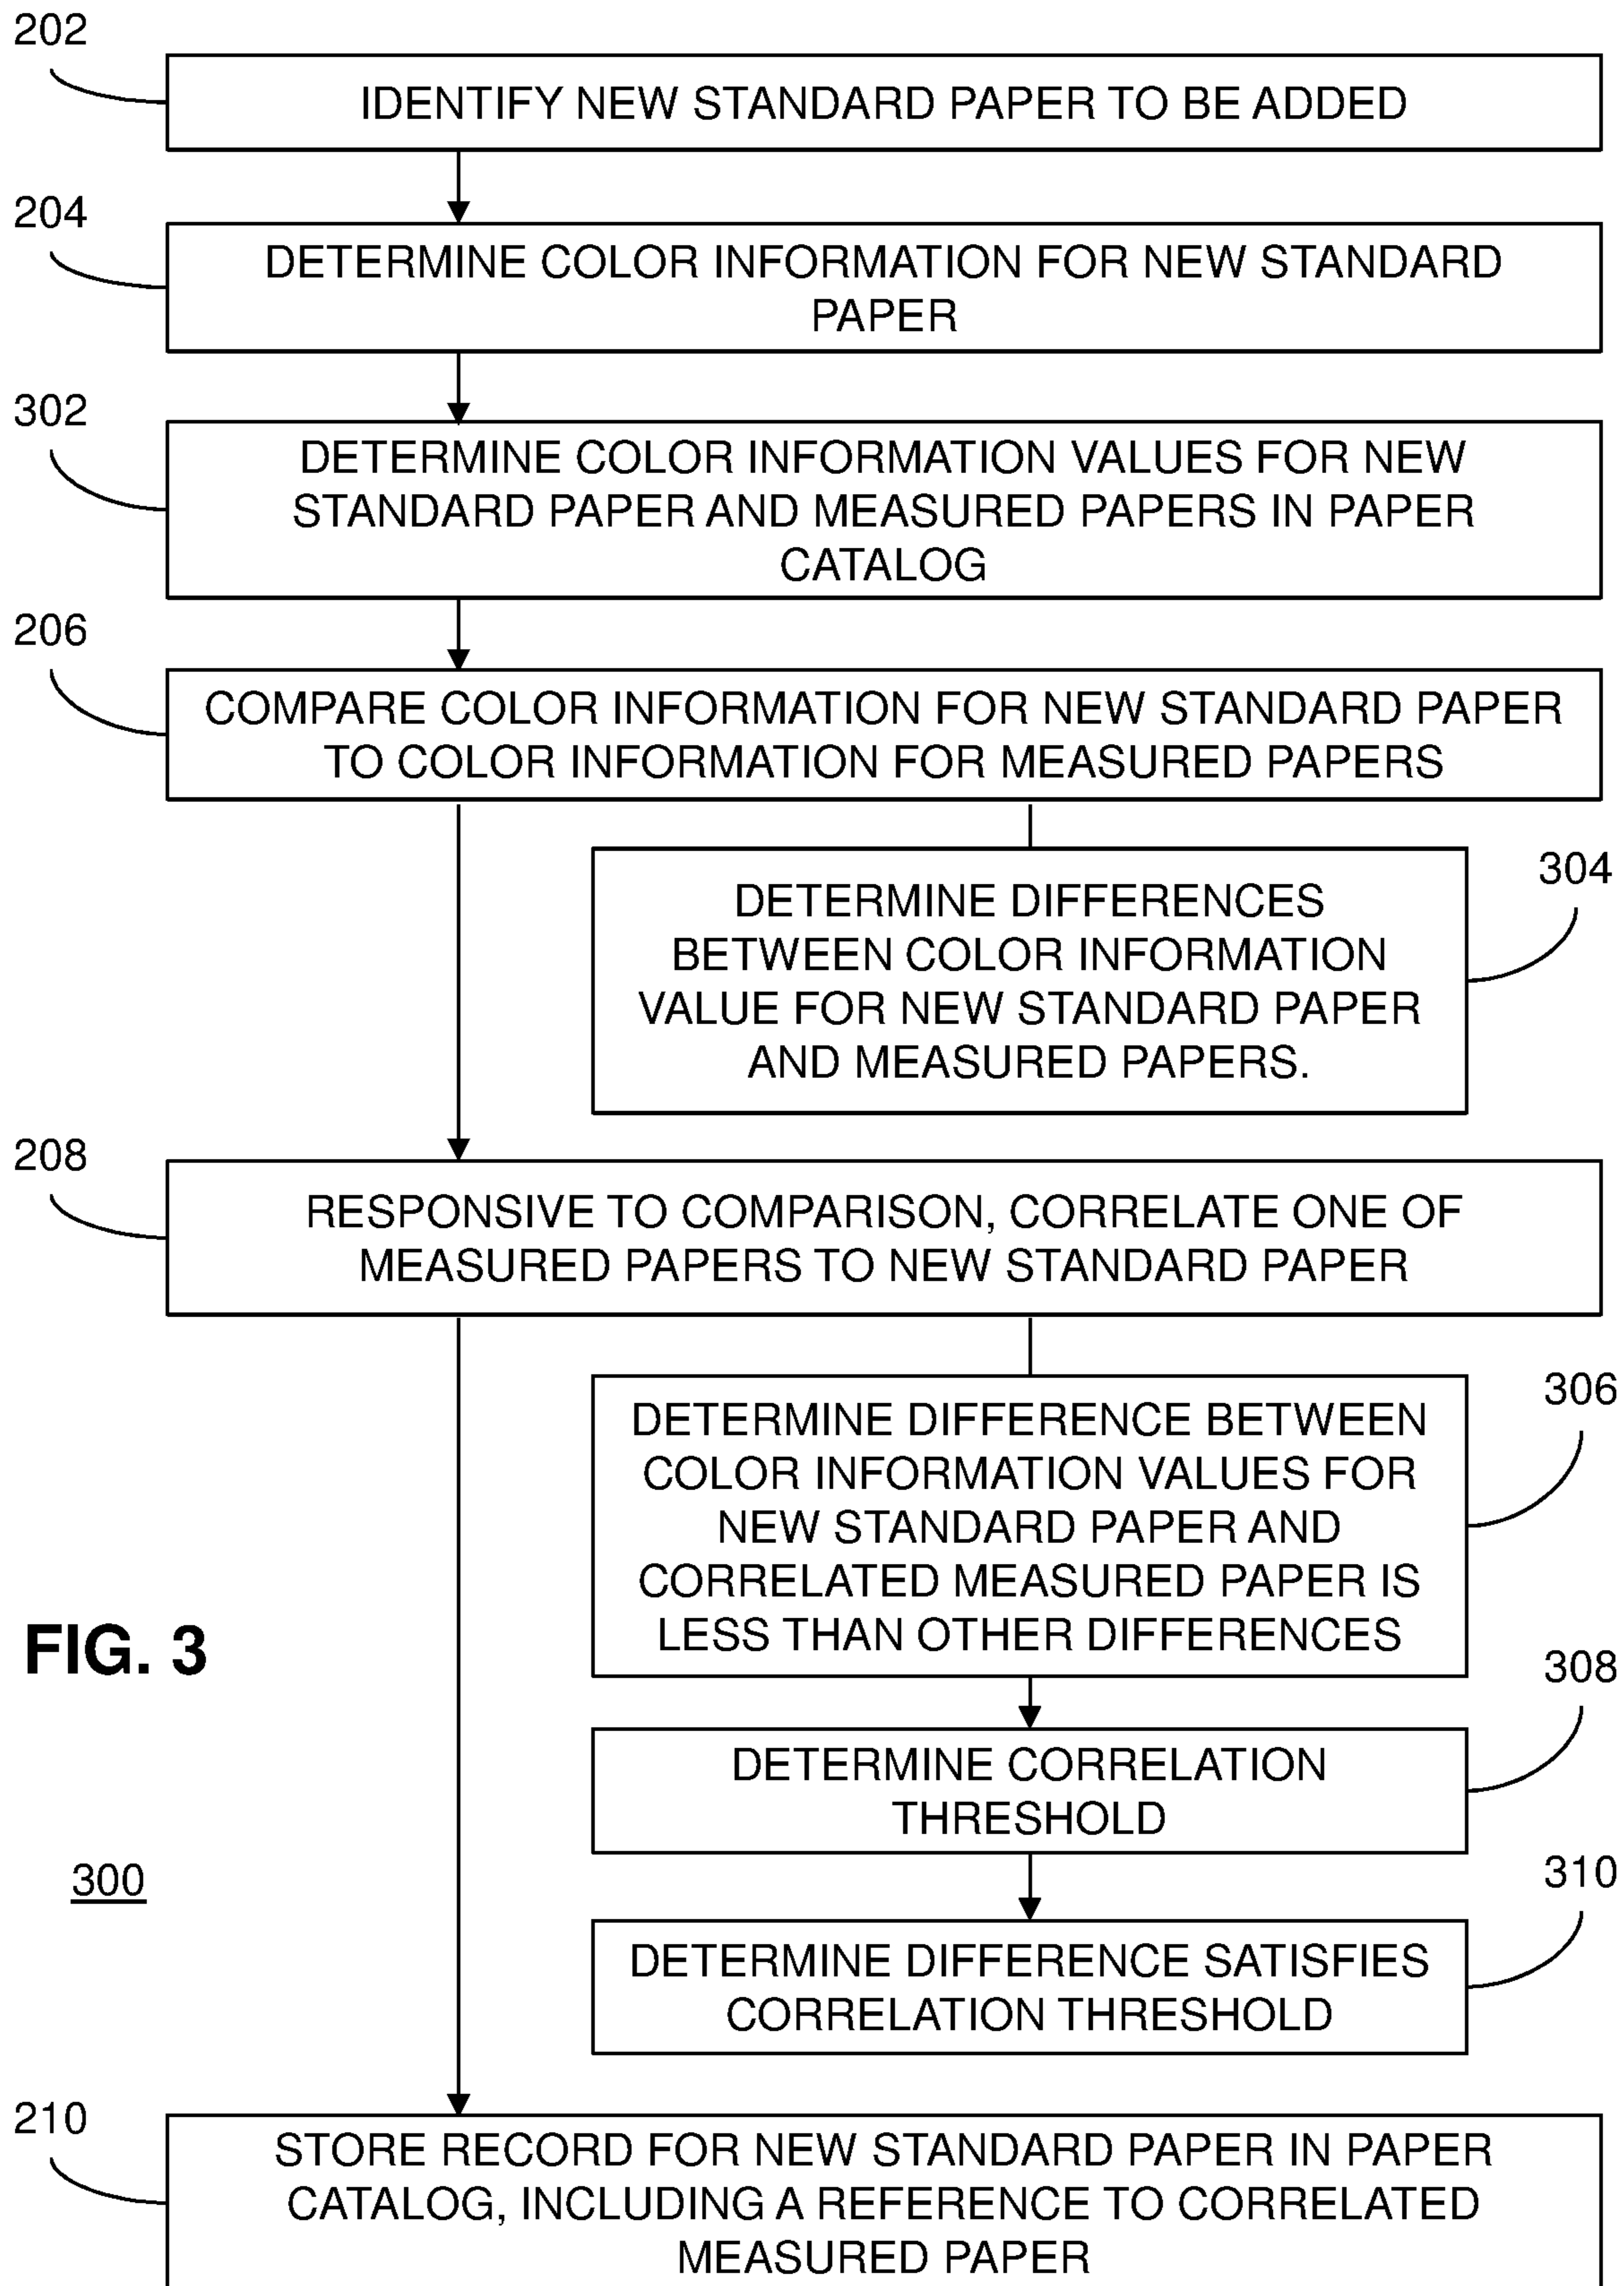 202
IDENTIFY NEW STANDARD PAPER TO BE ADDED
204
DETERMINE COLOR INFORMATION FOR NEW STANDARD
PAPER
302
DETERMINE COLOR INFORMATION VALUES FOR NEW
STANDARD PAPER AND MEASURED PAPERS IN PAPER
CATALOG
206
COMPARE COLOR INFORMATION FOR NEW STANDARD PAPER
TO COLOR INFORMATION FOR MEASURED PAPERS
304
DETERMINE DIFFERENCES
BETWEEN COLOR INFORMATION
VALUE FOR NEW STANDARD PAPER
AND MEASURED PAPERS.
208
RESPONSIVE TO COMPARISON, CORRELATE ONE OF
MEASURED PAPERS TO NEW STANDARD PAPER
306
DETERMINE DIFFERENCE BETWEEN
COLOR INFORMATION VALUES FOR
NEW STANDARD PAPER AND
CORRELATED MEASURED PAPER IS
LESS THAN OTHER DIFFERENCES
FIG. 3
308
DETERMINE CORRELATION
THRESHOLD
300
310
DETERMINE DIFFERENCE SATISFIES
CORRELATION THRESHOLD
210
STORE RECORD FOR NEW STANDARD PAPER IN PAPER
CATALOG, INCLUDING A REFERENCE TO CORRELATED
MEASURED PAPER